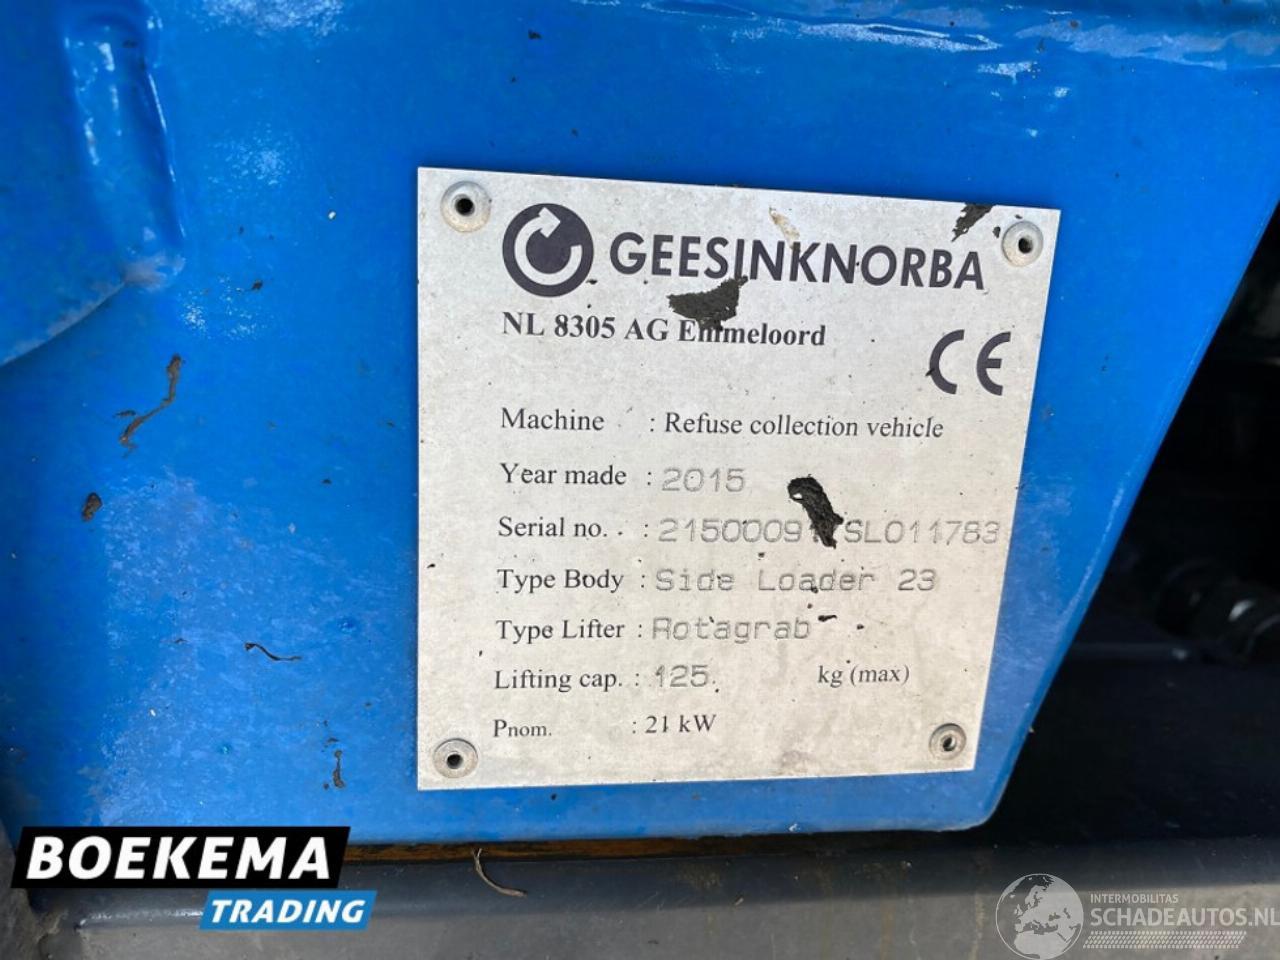 GEESINKNORBA
NL 8305 AG Emmeloord
CE
Machine : Refuse collection vehicle
Year made : 2015
Serial no. : SL011783
Type Body : Side Loader 23
Type Lifter : Rotagrab
Lifting cap. : 125 kg (max)
Pnom. : 21 kW
BOEKEMA
TRADING
INTERMOBILITAS
SCHADEAUTOS.NL